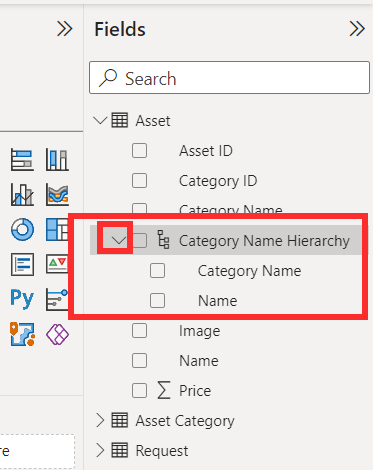 Fields
Search
Asset
Asset ID
Category ID
Category Name
Category Name Hierarchy
Category Name
Name
Image
Name
Σ Price
Asset Category
Request
Py
re